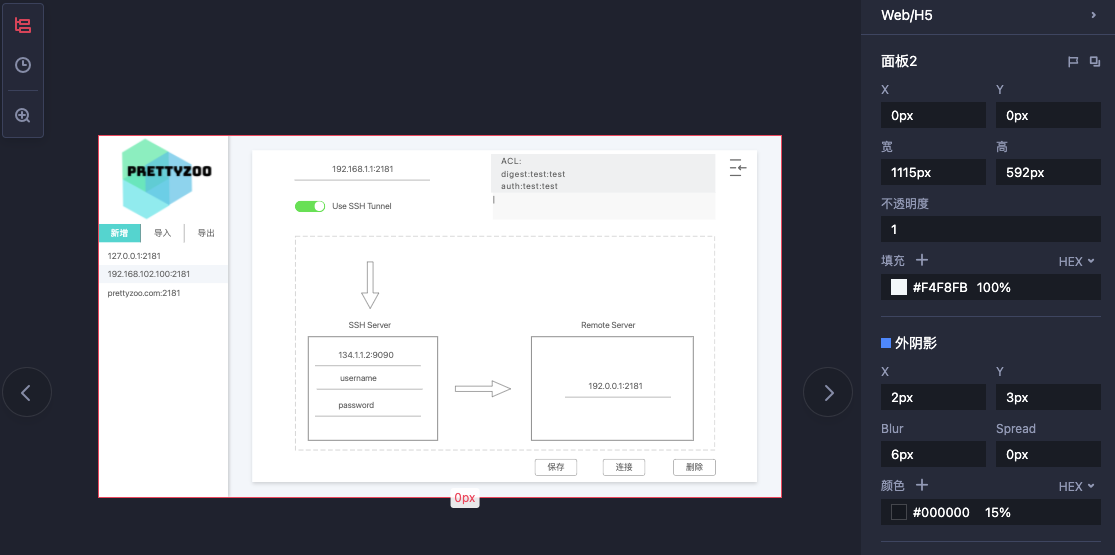 PRETTYZOO
新增 导入 导出
127.0.0.1:2181
192.168.102.100:2181
prettyzoo.com:2181
192.168.1.1:2181
Use SSH Tunnel
ACL:
digest:test:test
auth:test:test
SSH Server
134.1.1.2:9090
username
password
Remote Server
192.0.0.1:2181
保存 连接 删除
0px
Web/H5
面板2
X Y
0px 0px
宽 高
1115px 592px
不透明度
1
填充 HEX
#F4F8FB 100%
外阴影
X Y
2px 3px
Blur Spread
6px 0px
颜色 HEX
#000000 15%